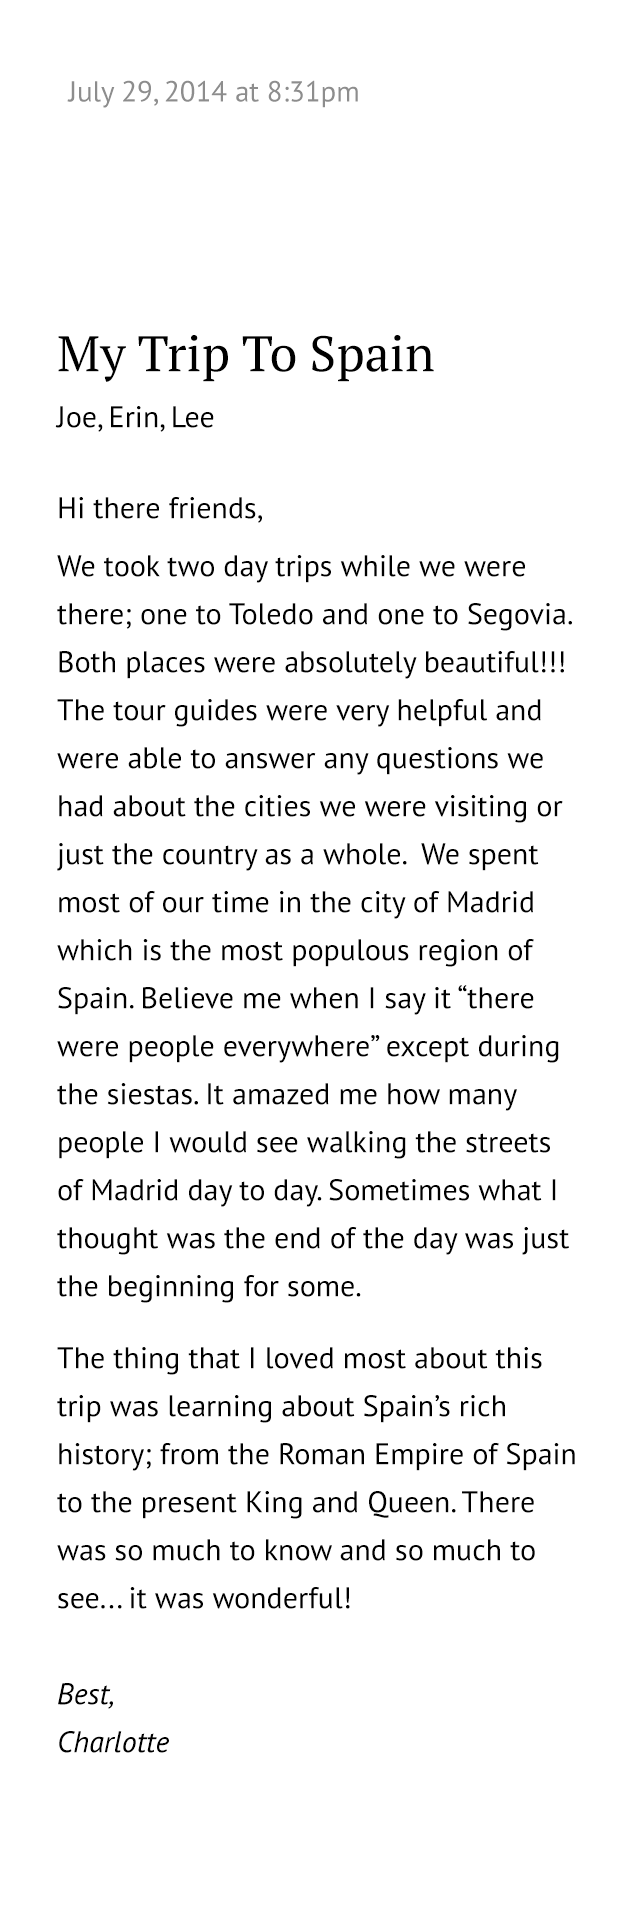 July 29, 2014 at 8:31pm
My Trip To Spain
Joe, Erin, Lee
Hi there friends,
We took two day trips while we were
there; one to Toledo and one to Segovia.
Both places were absolutely beautiful!!!
The tour guides were very helpful and
were able to answer any questions we
had about the cities we were visiting or
just the country as a whole.  We spent
most of our time in the city of Madrid
which is the most populous region of
Spain. Believe me when I say it “there
were people everywhere” except during
the siestas. It amazed me how many
people I would see walking the streets
of Madrid day to day. Sometimes what I
thought was the end of the day was just
the beginning for some.
The thing that I loved most about this
trip was learning about Spain’s rich
history; from the Roman Empire of Spain
to the present King and Queen. There
was so much to know and so much to
see... it was wonderful!
Best,
Charlotte